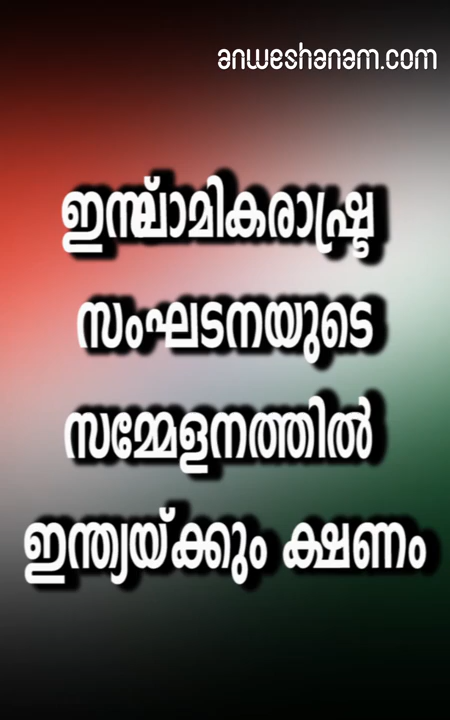 anweshanam.com
ഇസ്ലാമികരാഷ്ട്ര
സംഘടനയുടെ
സമ്മേളനത്തിൽ
ഇന്ത്യയ്ക്കും ക്ഷണം